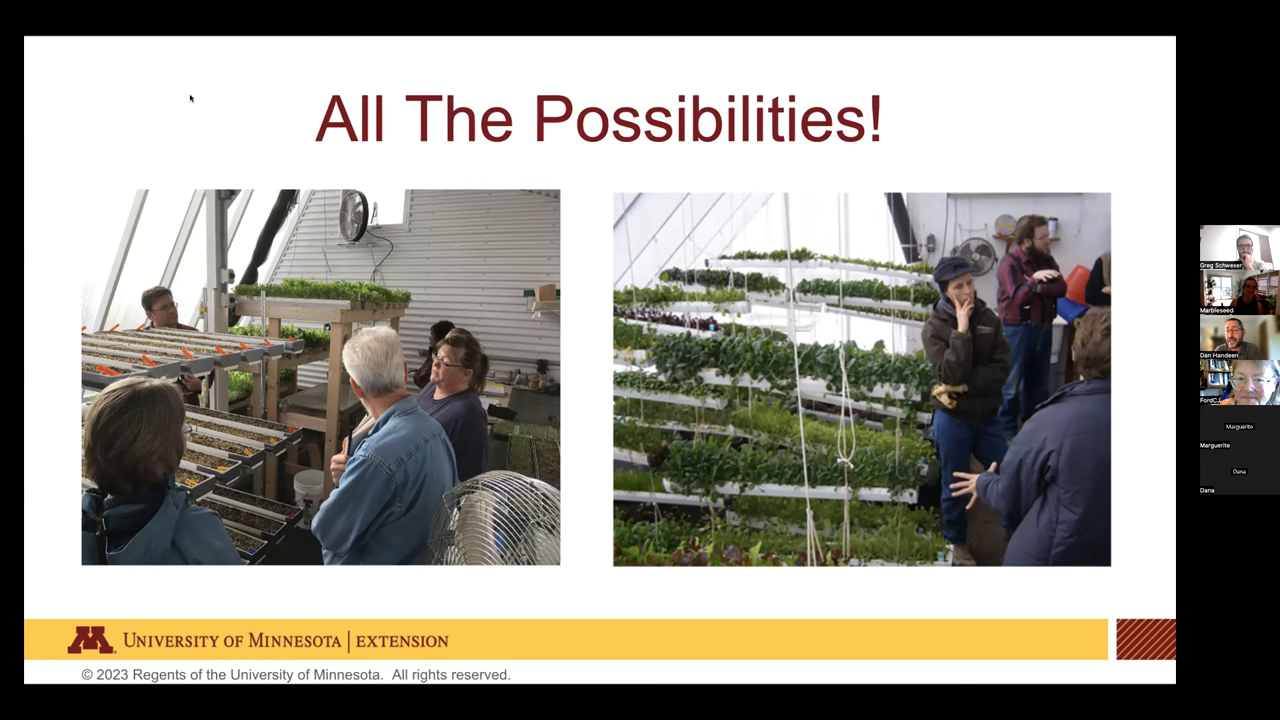 All The Possibilities!
UNIVERSITY OF MINNESOTA | EXTENSION
© 2023 Regents of the University of Minnesota. All rights reserved.
Greg Schweser
Marbleseed
Dan Handeen
FordCJ
Marguerite
Marguerite
Dana
Dana